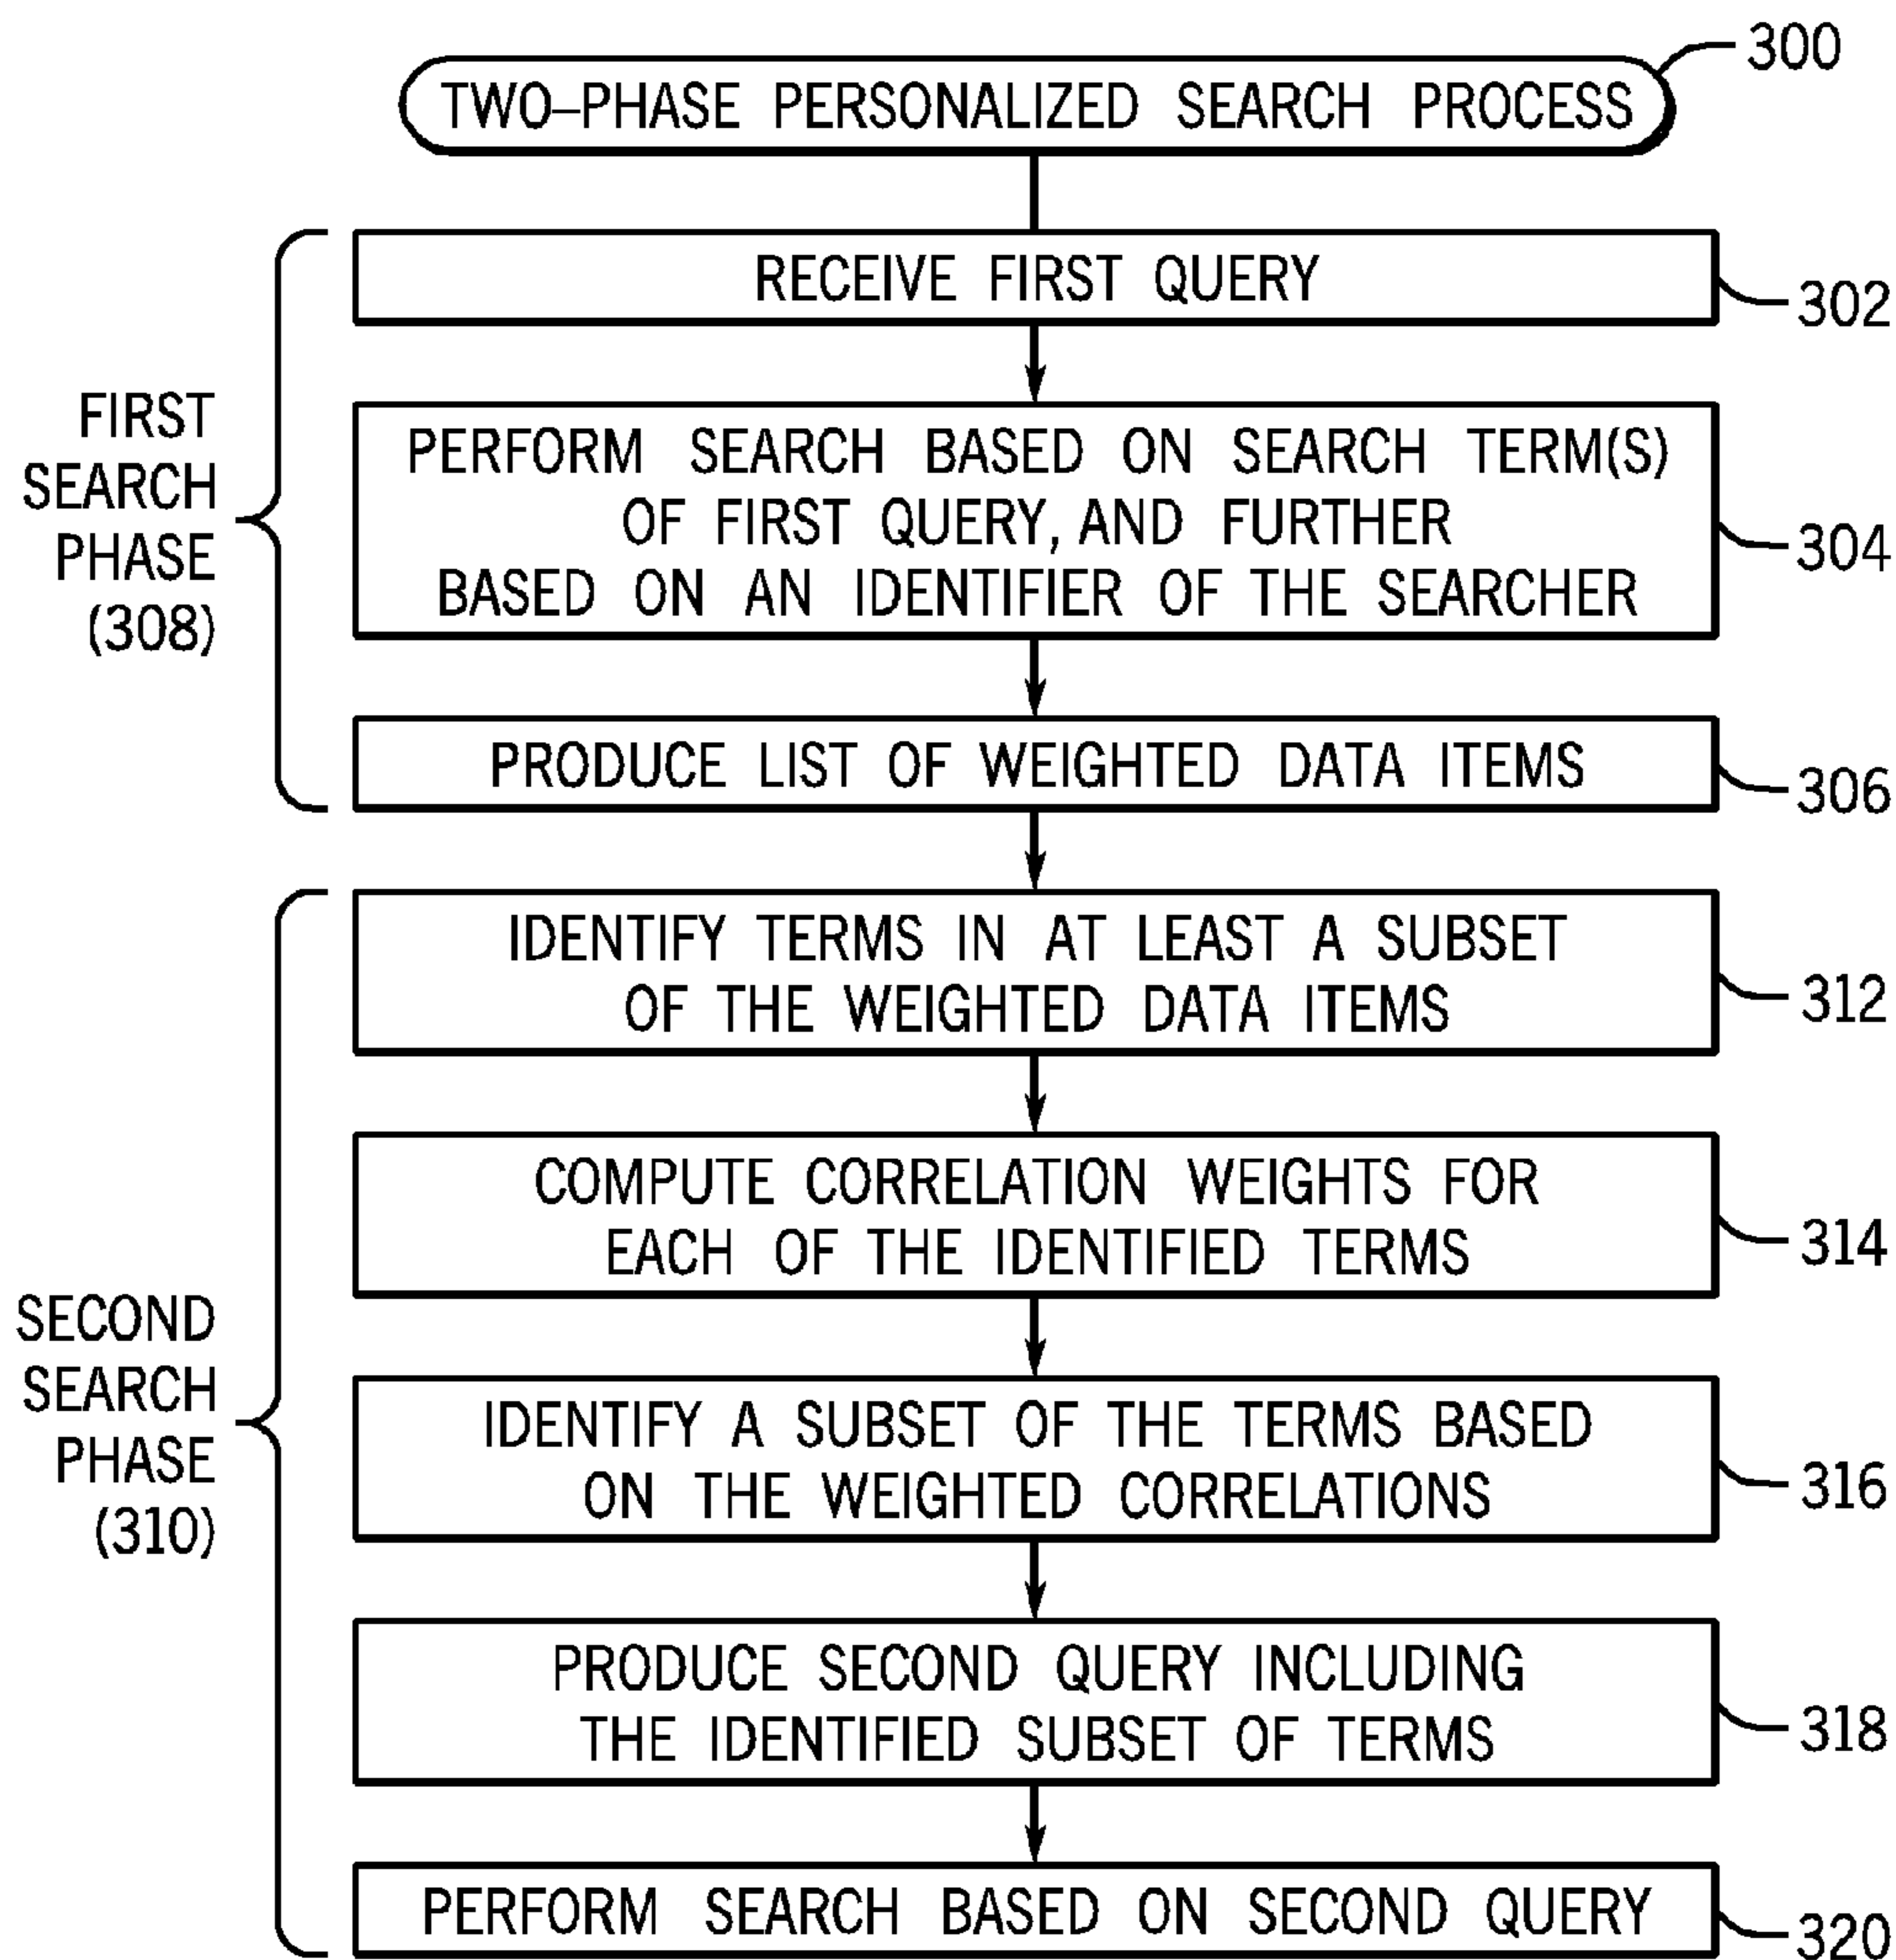 300
TWO-PHASE PERSONALIZED SEARCH PROCESS
RECEIVE FIRST QUERY
302
FIRST
SEARCH
PHASE
(308)
PERFORM SEARCH BASED ON SEARCH TERM(S)
OF FIRST QUERY, AND FURTHER
BASED ON AN IDENTIFIER OF THE SEARCHER
304
PRODUCE LIST OF WEIGHTED DATA ITEMS
306
IDENTIFY TERMS IN AT LEAST A SUBSET
OF THE WEIGHTED DATA ITEMS
312
COMPUTE CORRELATION WEIGHTS FOR
EACH OF THE IDENTIFIED TERMS
314
SECOND
SEARCH
PHASE
(310)
IDENTIFY A SUBSET OF THE TERMS BASED
ON THE WEIGHTED CORRELATIONS
316
PRODUCE SECOND QUERY INCLUDING
THE IDENTIFIED SUBSET OF TERMS
318
PERFORM SEARCH BASED ON SECOND QUERY
320